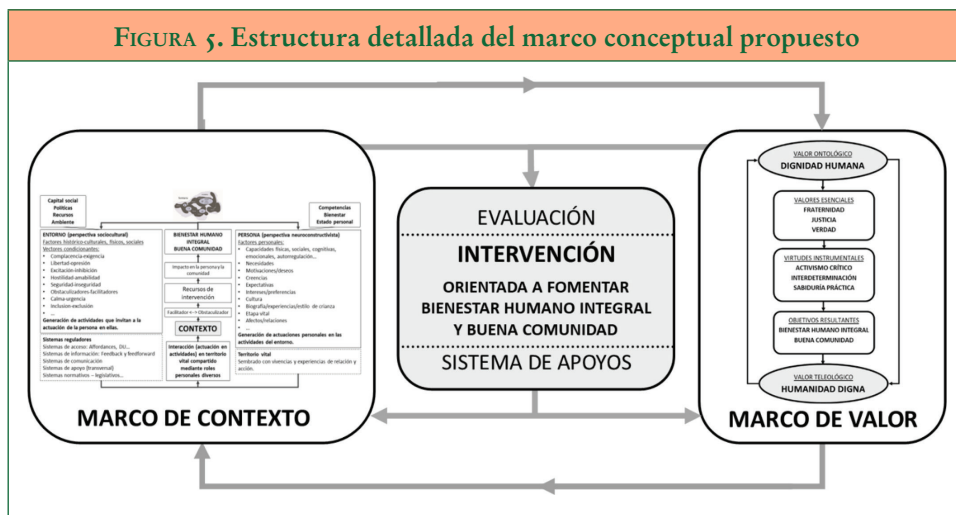 FIGURA 5. Estructura detallada del marco conceptual propuesto
Capital social
Políticas
Recursos
Ambiente
Competencias
Bienestar
Estado personal
ENTORNO (perspectiva sociocultural)
Factores histórico-culturales, físicos, sociales
Vectores condicionantes:
• Complacencia-exigencia
• Libertad-opresión
• Excitación-inhibición
• Hostilidad-amabilidad
• Seguridad-inseguridad
• Obstaculizadores-facilitadores
• Calma-urgencia
• Inclusión-exclusión
• ...
Generación de actividades que invitan a la
actuación de la persona en ellas.
Sistemas reguladores
Sistemas de acceso: Affordances, DU...
Sistemas de información: Feedback y feedforward
Sistemas de comunicación
Sistemas de apoyo (transversal)
Sistemas normativos – legislativos...
BIENESTAR HUMANO
INTEGRAL
BUENA COMUNIDAD
Impacto en la persona y la
comunidad
Recursos de
intervención
Facilitador < - > Obstaculizador
CONTEXTO
Interacción (actuación en
actividades) en territorio
vital compartido
mediante roles
personales diversos
PERSONA (perspectiva neuroconstructivista)
Factores personales:
• Capacidades físicas, sociales, cognitivas,
emocionales, autorregulación...
• Necesidades
• Motivaciones/deseos
• Creencias
• Expectativas
• Intereses/preferencias
• Cultura
• Biografía/experiencias/estilo de crianza
• Etapa vital
• Afectos/relaciones
• ...
Generación de actuaciones personales en las
actividades del entorno.
Territorio vital
Sembrado con vivencias y experiencias de relación y
acción.
MARCO DE CONTEXTO
EVALUACIÓN
INTERVENCIÓN
ORIENTADA A FOMENTAR
BIENESTAR HUMANO INTEGRAL
Y BUENA COMUNIDAD
SISTEMA DE APOYOS
VALOR ONTOLÓGICO
DIGNIDAD HUMANA
VALORES ESENCIALES
FRATERNIDAD
JUSTICIA
VERDAD
VIRTUDES INSTRUMENTALES
ACTIVISMO CRÍTICO
INTERDETERMINACIÓN
SABIDURÍA PRÁCTICA
OBJETIVOS RESULTANTES
BIENESTAR HUMANO INTEGRAL
BUENA COMUNIDAD
VALOR TELEOLÓGICO
HUMANIDAD DIGNA
MARCO DE VALOR